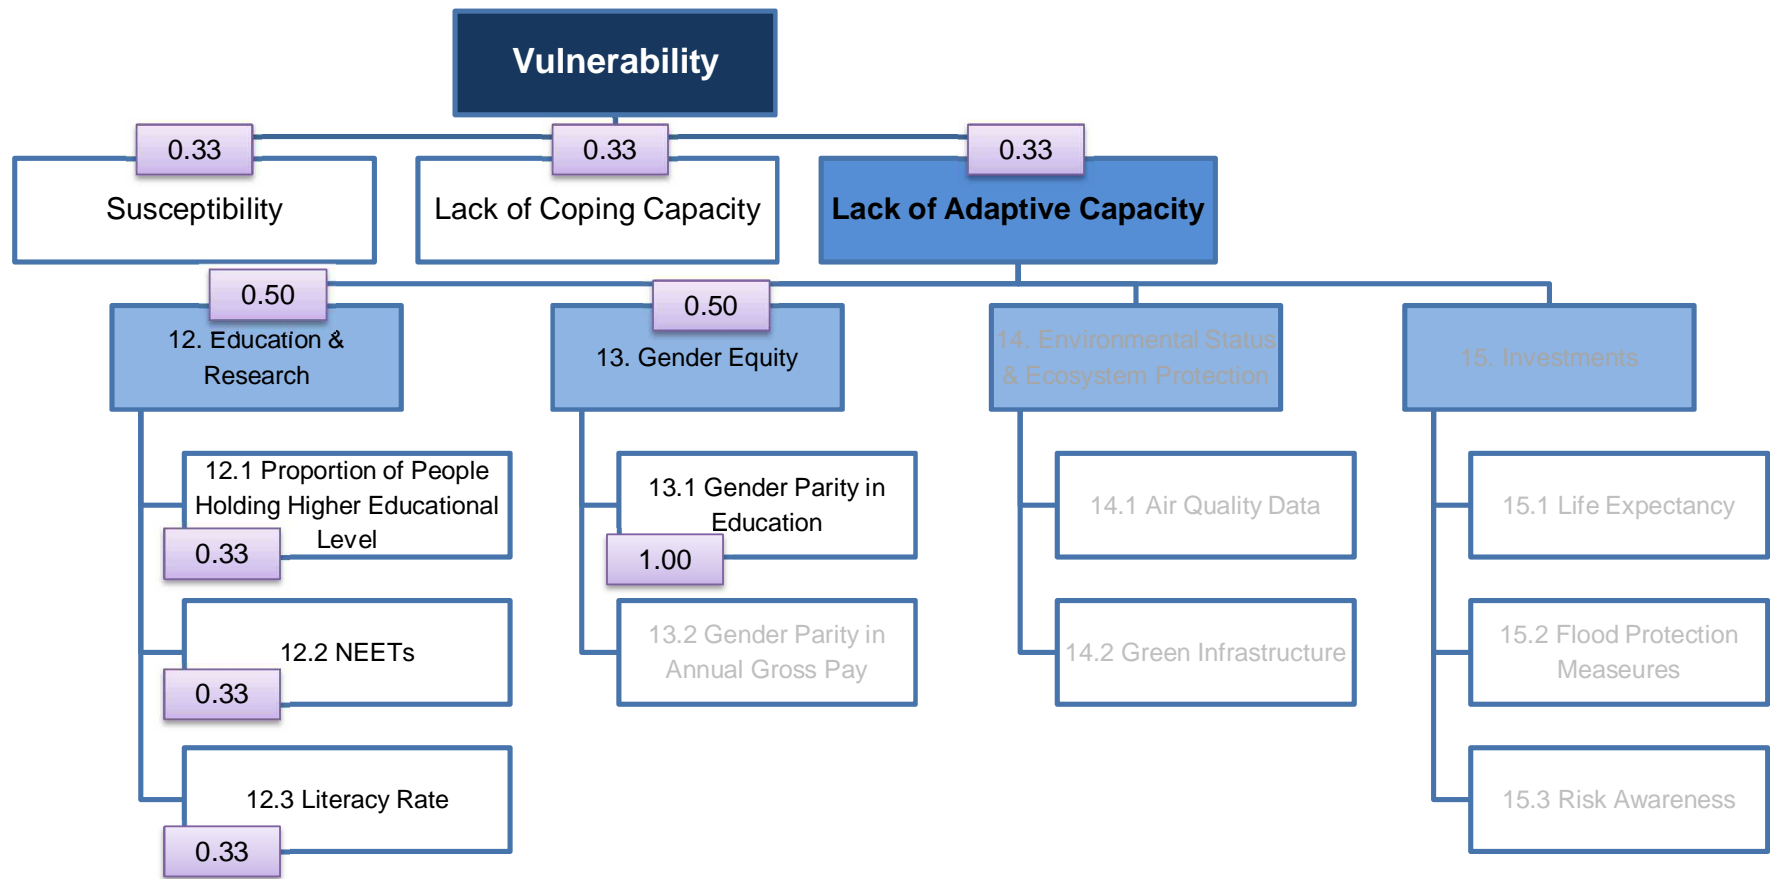 Vulnerability
0.33
0.33
0.33
Susceptibility
Lack of Coping Capacity
Lack of Adaptive Capacity
0.50
0.50
12. Education &
Research
13. Gender Equity
14. Environmental Status
& Ecosystem Protection
15. Investments
12.1 Proportion of People
Holding Higher Educational
Level
0.33
13.1 Gender Parity in
Education
1.00
14.1 Air Quality Data
15.1 Life Expectancy
12.2 NEETs
0.33
13.2 Gender Parity in
Annual Gross Pay
14.2 Green Infrastructure
15.2 Flood Protection
Measeures
12.3 Literacy Rate
0.33
15.3 Risk Awareness